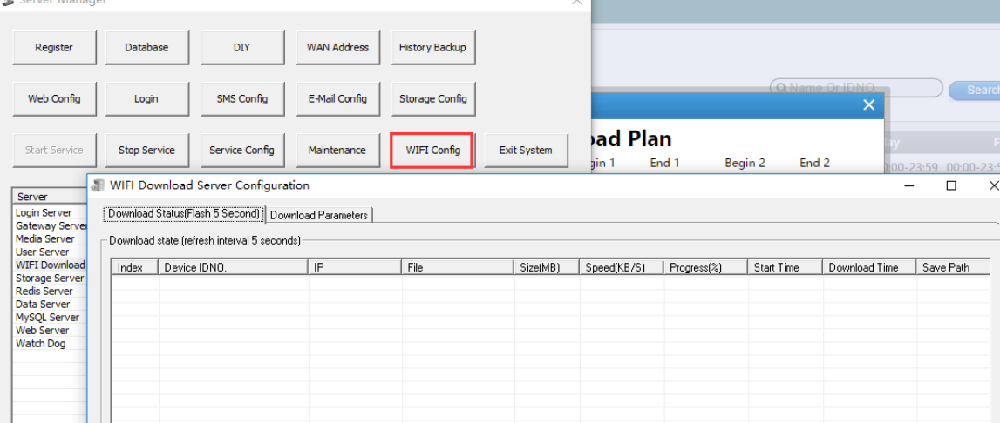 Server Manager
Register Database DIY WAN Address History Backup
Name Or IDNO
Web Config Login SMS Config E-Mail Config Storage Config
Start Service Stop Service Service Config Maintenance WIFI Config Exit System
oad Plan
gin 1 End 1 Begin 2 End 2
00-23:59 00:00-23:5
WIFI Download Server Configuration
Server
Login Server
Gateway Server
Media Server
User Server
WIFI Download
Storage Server
Redis Server
Data Server
MySQL Server
Web Server
Watch Dog
Download Status(Flash 5 Second) Download Parameters
Download state (refresh interval 5 seconds)
Index Device IDNO. IP File Size(MB) Speed(KB/S) Progress(%) Start Time Download Time Save Path